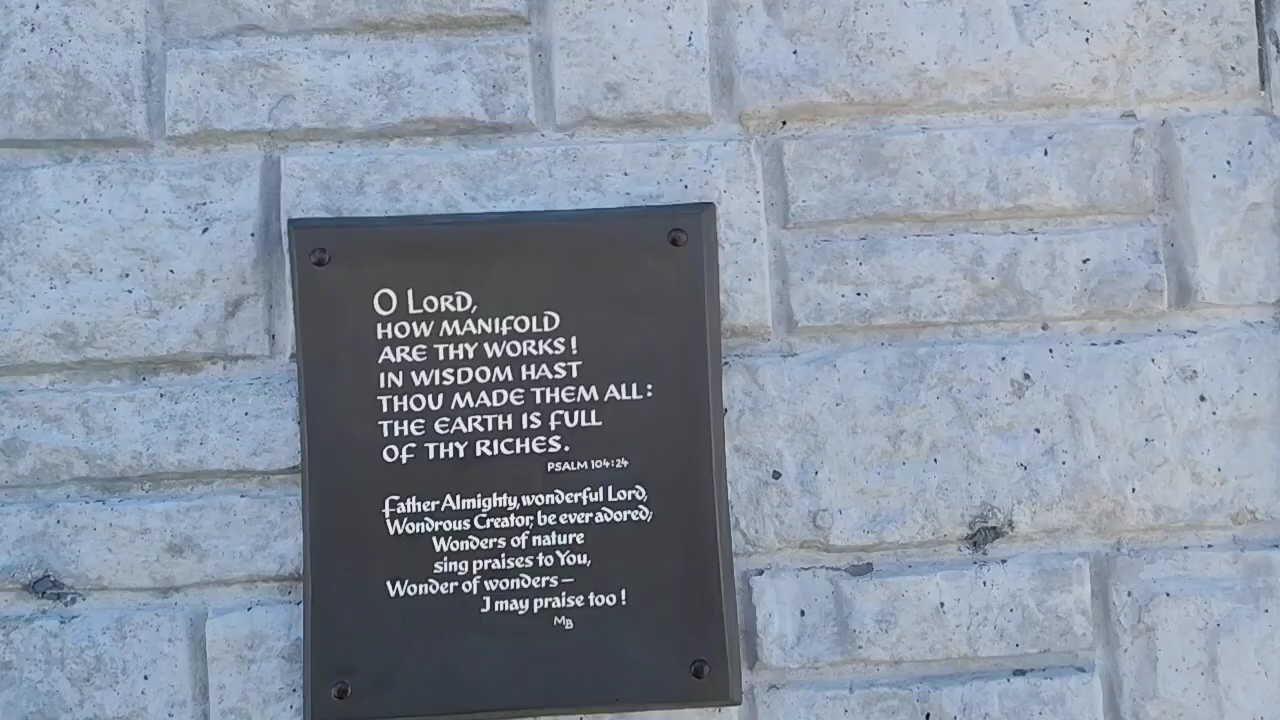 O LORD,
HOW MANIFOLD
ARE THY WORKS!
IN WISDOM HAST
THOU MADE THEM ALL:
THE EARTH IS FULL
OF THY RICHES.
PSALM 104:24
Father Almighty, wonderful Lord,
Wondrous Creator, be ever adored;
Wonders of nature
sing praises to You,
Wonder of wonders—
I may praise too!
MB